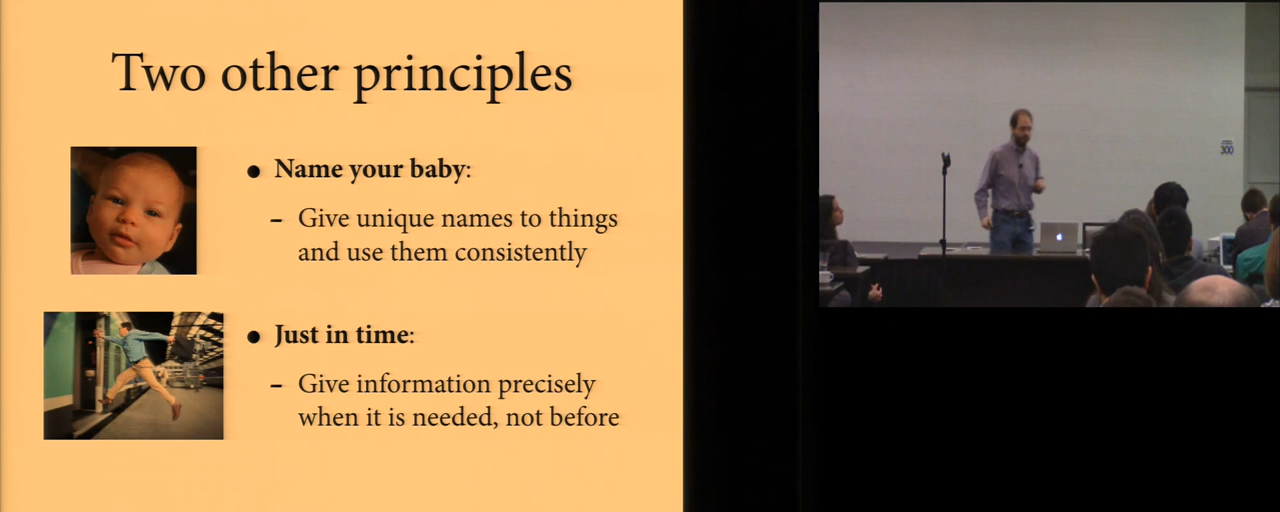 Two other principles
● Name your baby:
– Give unique names to things
and use them consistently
● Just in time:
– Give information precisely
when it is needed, not before
300